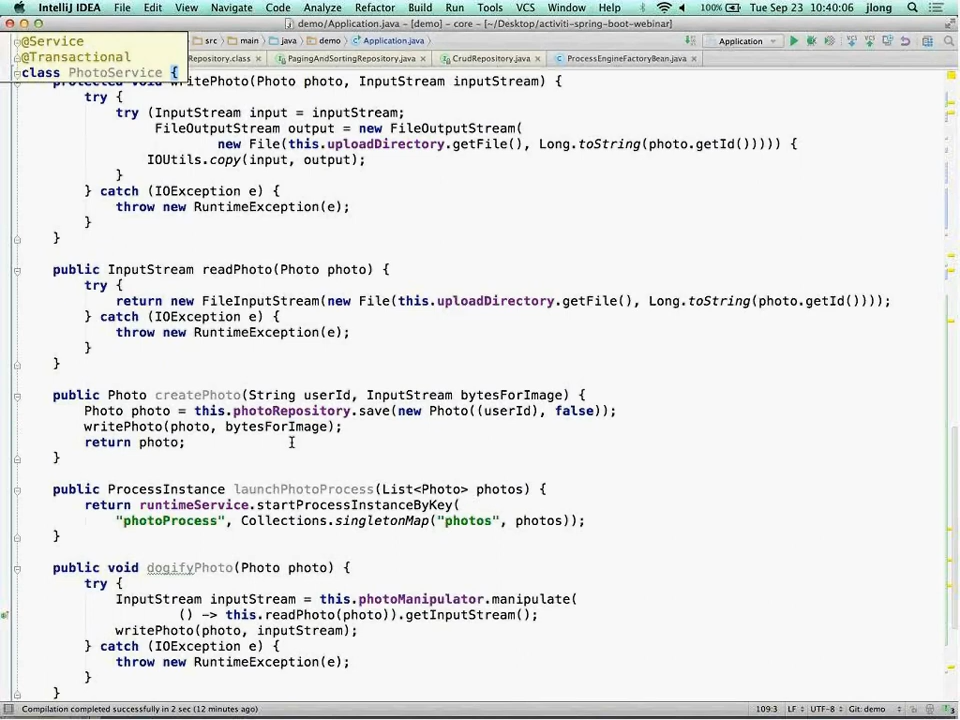 IntelliJ IDEA File Edit View Navigate Code Analyze Refactor Build Run Tools VCS Window Help 100% Tue Sep 23 10:40:06 jlong
demo/Application.java - [demo] - core - [~/Desktop/activiti-spring-boot-webinar]
src main java demo Application.java Application
Repository.class PagingAndSortingRepository.java CrudRepository.java ProcessEngineFactoryBean.java
@Service
@Transactional
class PhotoService {
writePhoto(Photo photo, InputStream inputStream) {
try {
try (InputStream input = inputStream;
FileOutputStream output = new FileOutputStream(
new File(this.uploadDirectory.getFile(), Long.toString(photo.getId())))) {
IOUtils.copy(input, output);
}
} catch (IOException e) {
throw new RuntimeException(e);
}
}
public InputStream readPhoto(Photo photo) {
try {
return new FileInputStream(new File(this.uploadDirectory.getFile(), Long.toString(photo.getId())));
} catch (IOException e) {
throw new RuntimeException(e);
}
}
public Photo createPhoto(String userId, InputStream bytesForImage) {
Photo photo = this.photoRepository.save(new Photo((userId), false));
writePhoto(photo, bytesForImage);
return photo;
}
public ProcessInstance launchPhotoProcess(List<Photo> photos) {
return runtimeService.startProcessInstanceByKey(
"photoProcess", Collections.singletonMap("photos", photos));
}
public void dogifyPhoto(Photo photo) {
try {
InputStream inputStream = this.photoManipulator.manipulate(
() -> this.readPhoto(photo)).getInputStream();
writePhoto(photo, inputStream);
} catch (IOException e) {
throw new RuntimeException(e);
}
}
Compilation completed successfully in 2 sec (12 minutes ago) 109:3 LF UTF-8 Git: demo